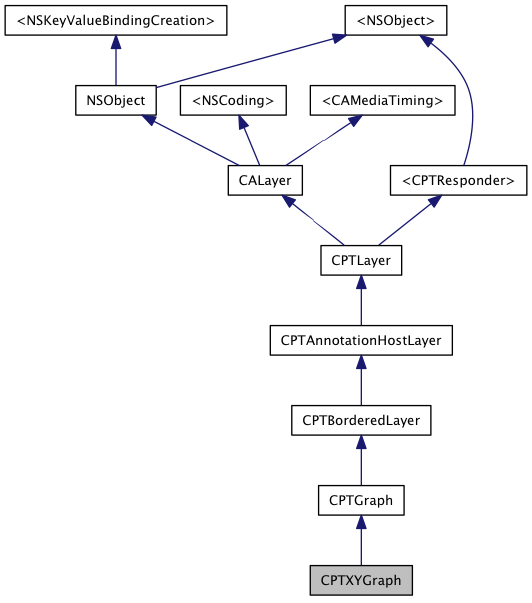 <NSKeyValueBindingCreation>
<NSObject>
NSObject
<NSCoding>
<CAMediaTiming>
CALayer
<CPTResponder>
CPTLayer
CPTAnnotationHostLayer
CPTBorderedLayer
CPTGraph
CPTXYGraph